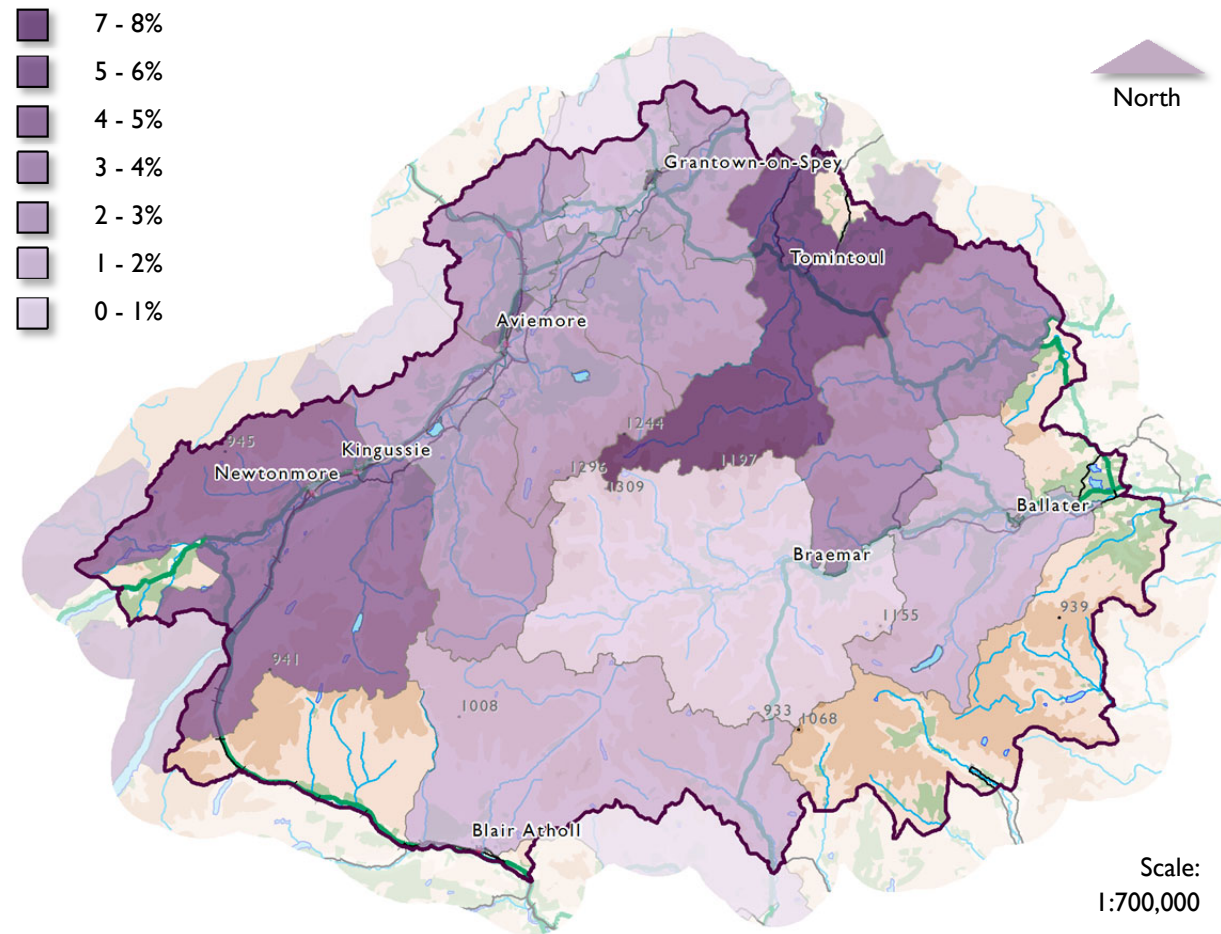 7 - 8%
5 - 6%
4 - 5%
3 - 4%
2 - 3%
1 - 2%
0 - 1%
North
Grantown-on-Spey
Tomintoul
Aviemore
1244
945
Kingussie
1296
1197
Newtonmore
1309
Ballater
Braemar
939
1155
941
1008
933
1068
Blair Atholl
Scale:
1:700,000